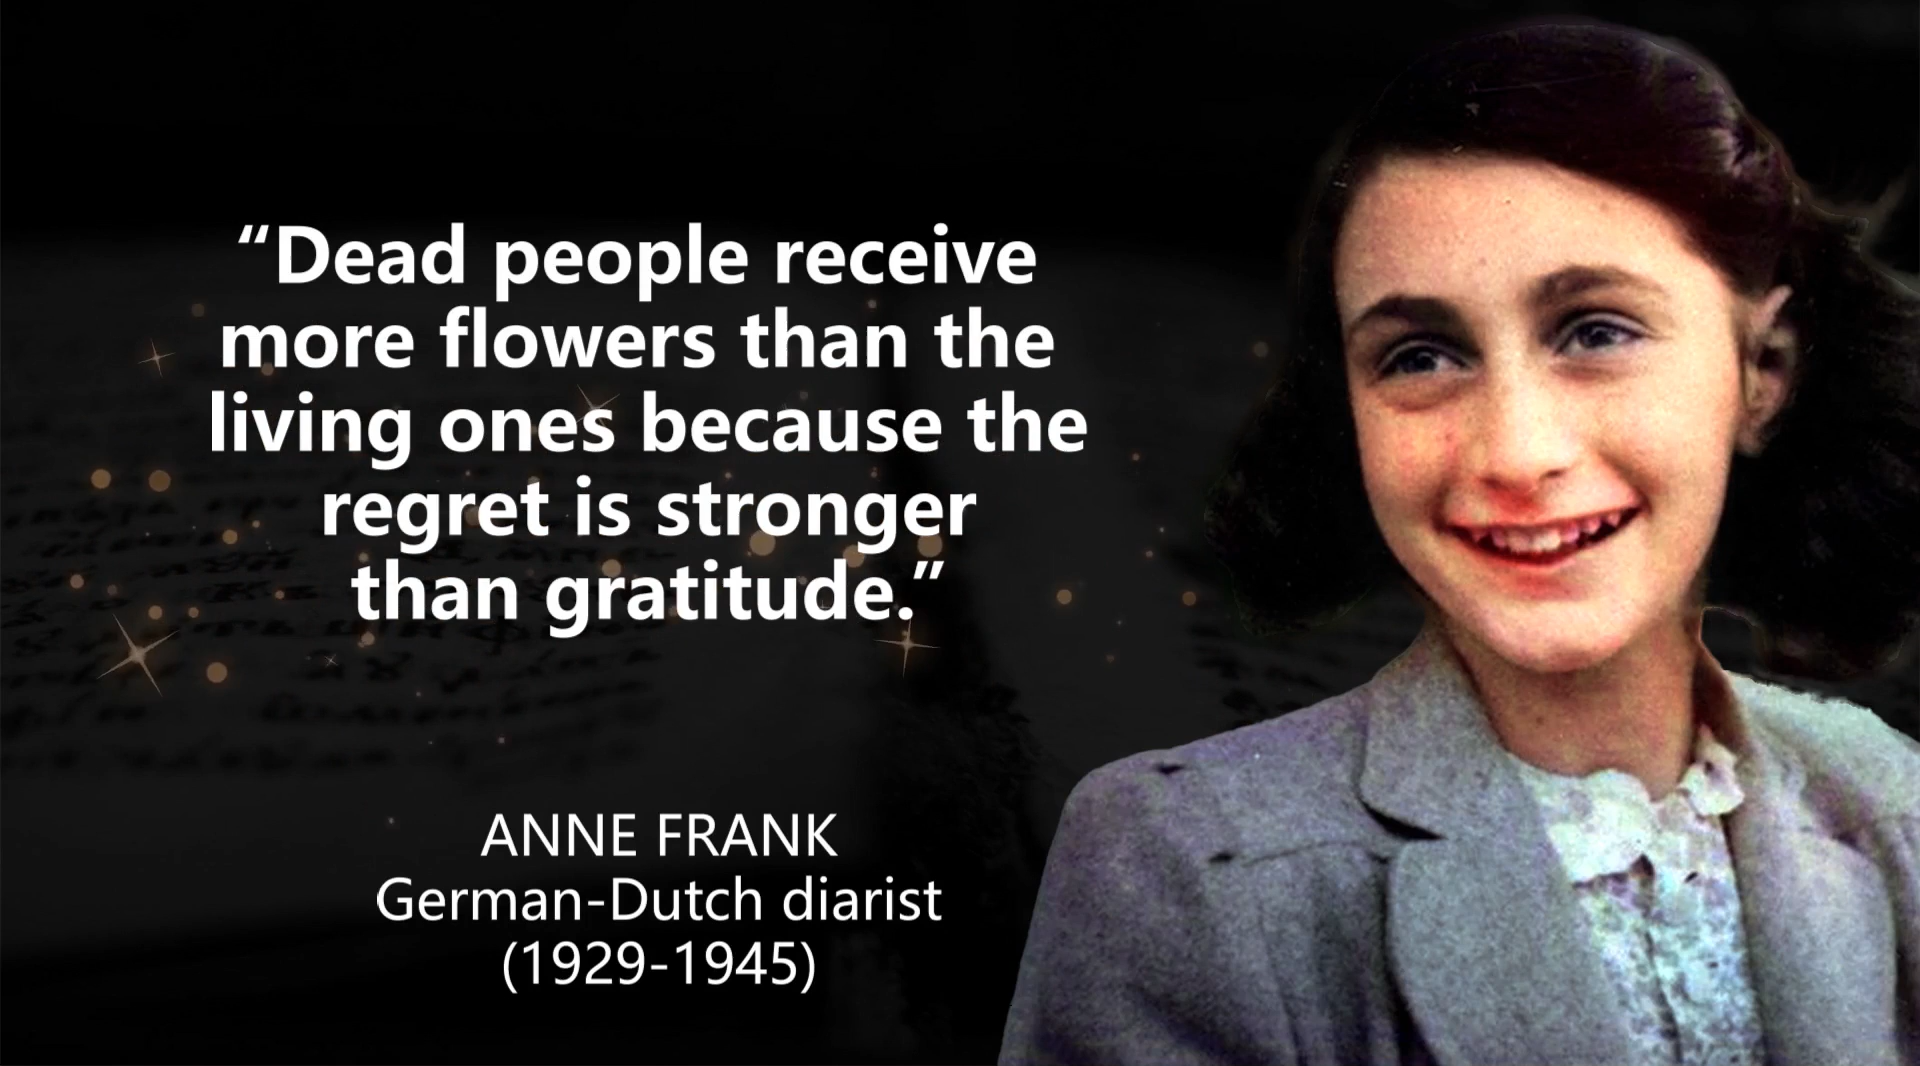 “Dead people receive
more flowers than the
living ones because the
regret is stronger
than gratitude.”
ANNE FRANK
German-Dutch diarist
(1929-1945)